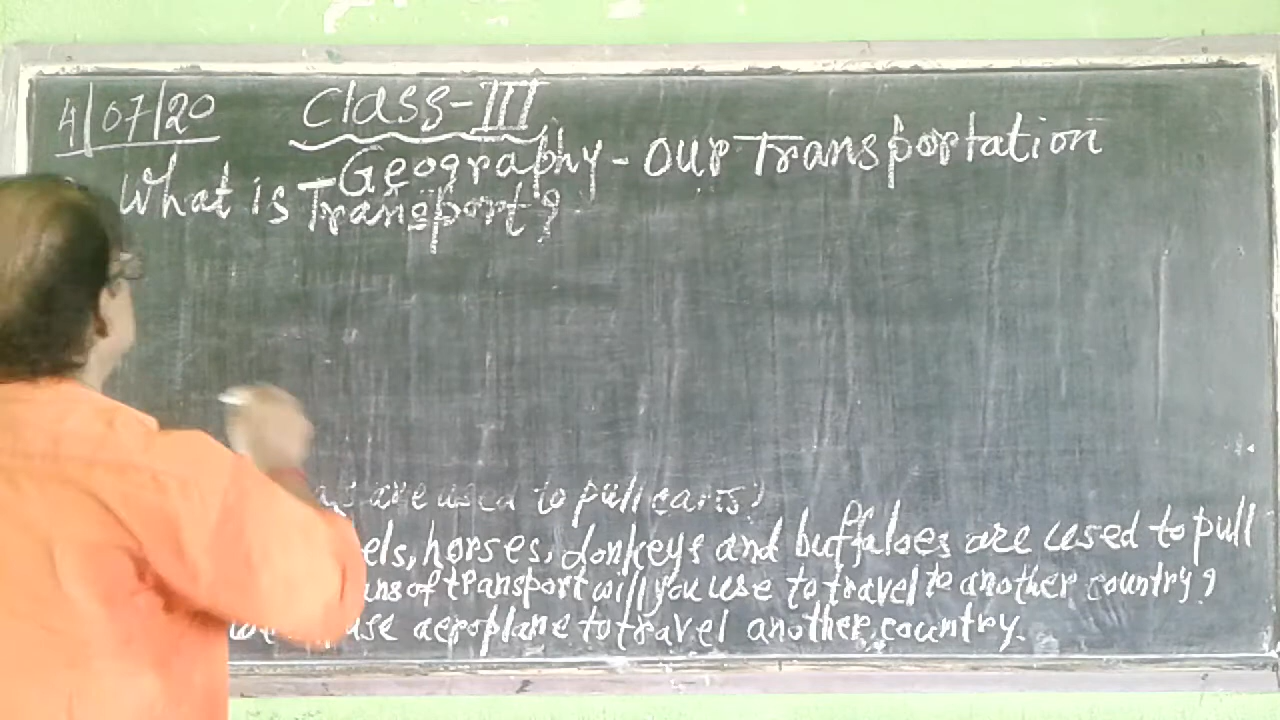 4/07/20 Class-III
Geography - Our Transportation
What is Transport?
are used to pull carts?
els, horses, donkeys and buffaloes are used to pull
ans of transport will you use to travel to another country?
use aeroplane to travel another country.